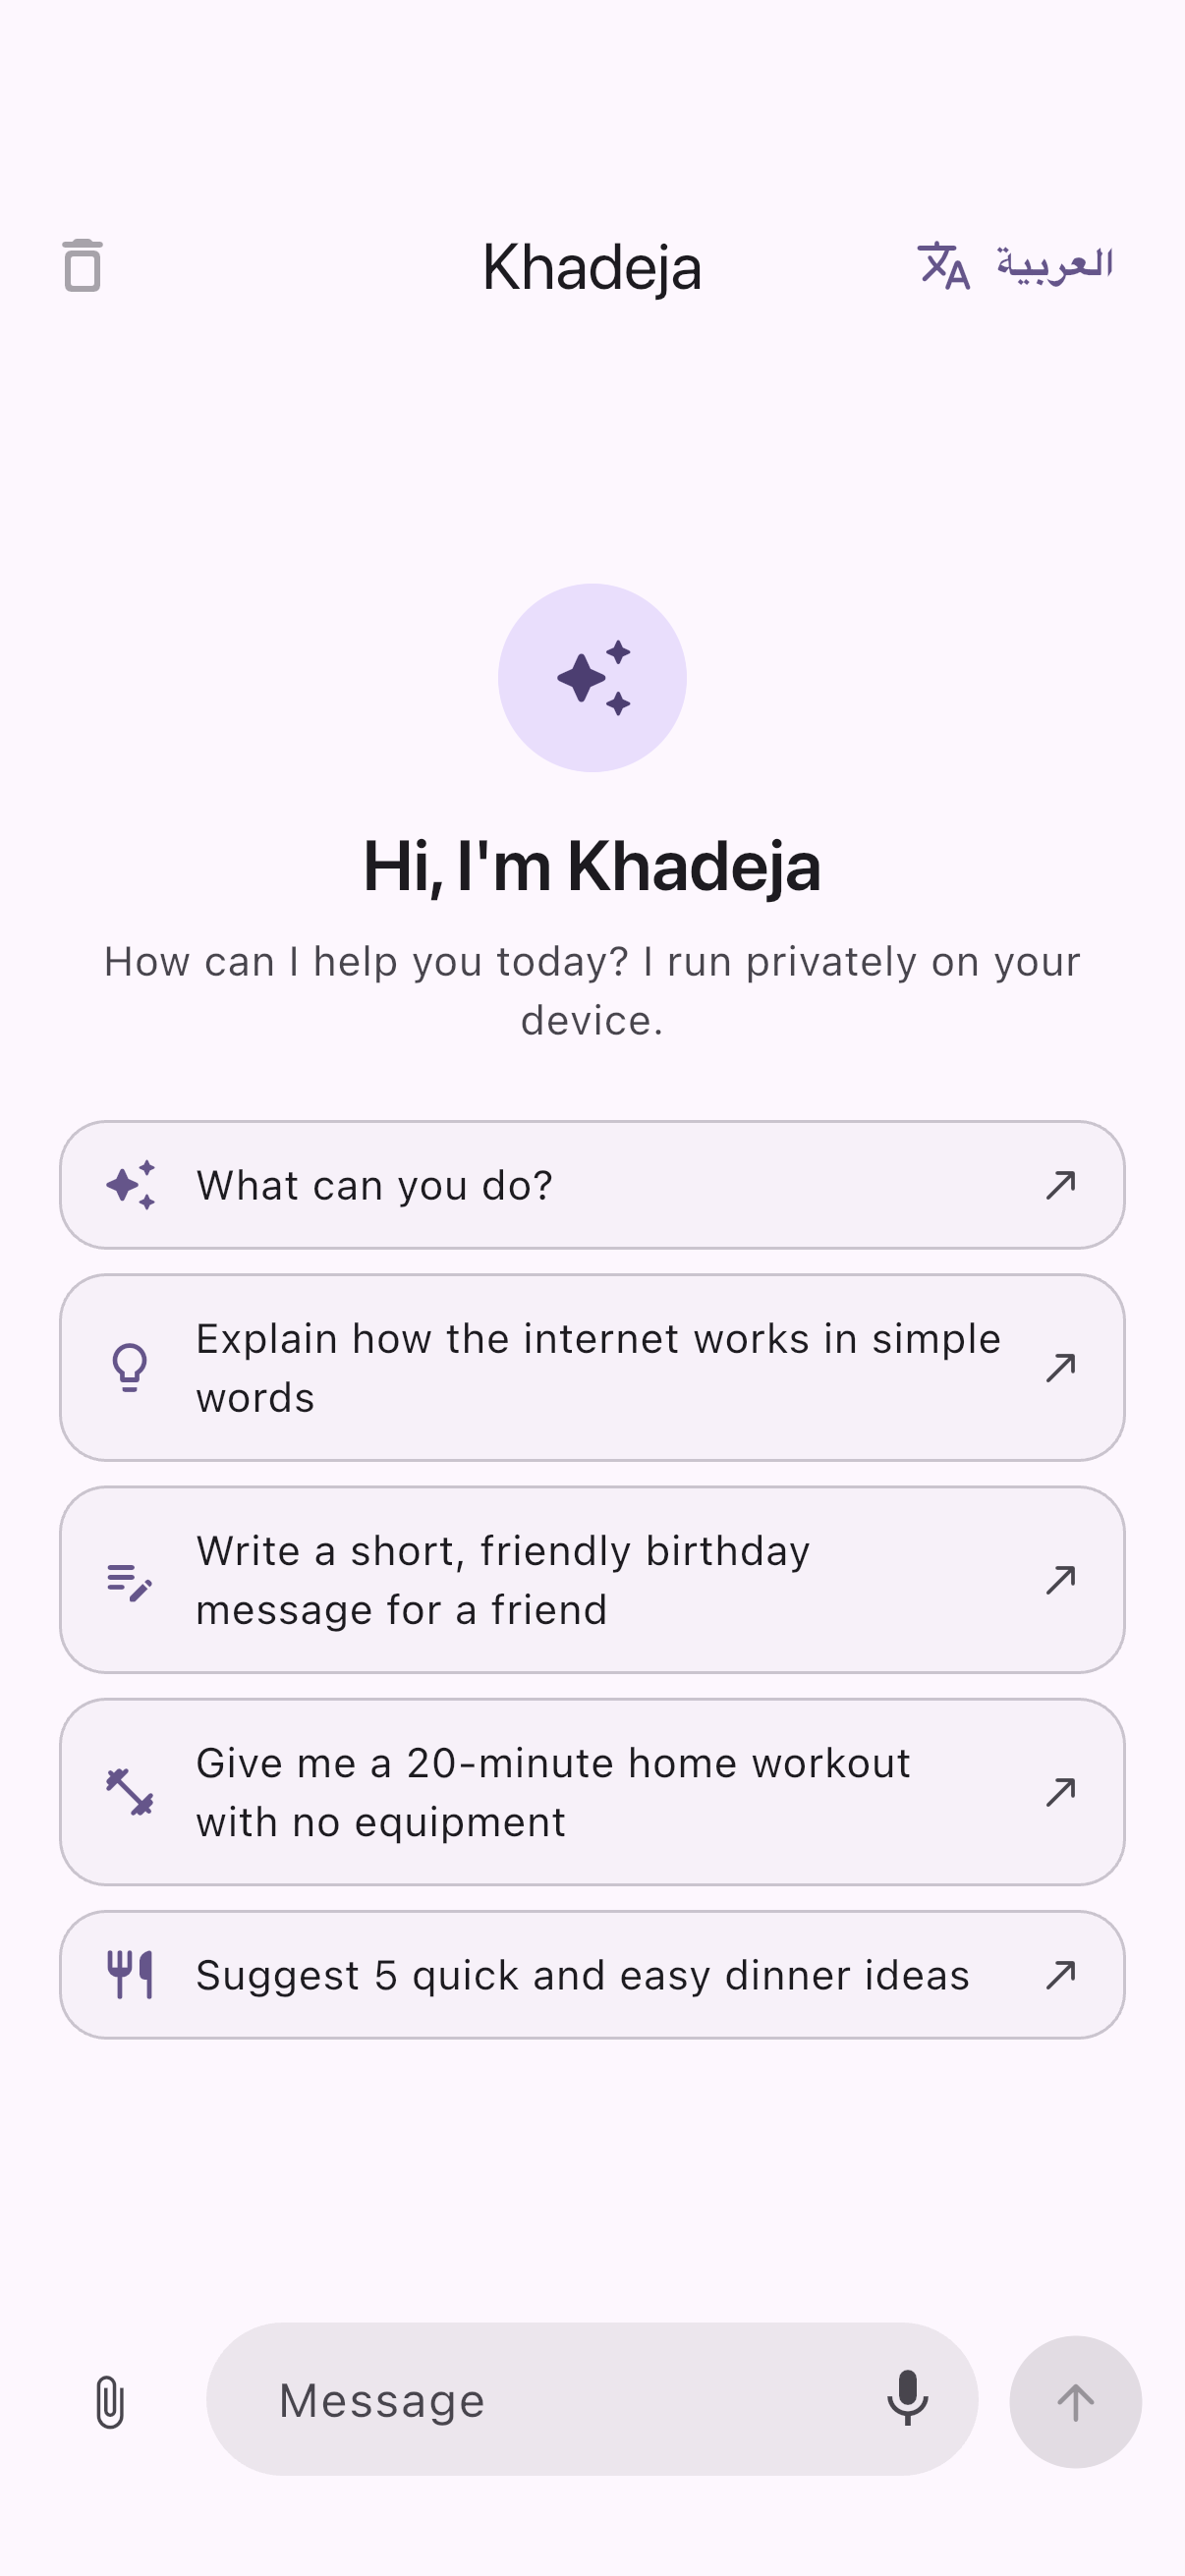 Khadeja
العربية
Hi, I'm Khadeja
How can I help you today? I run privately on your
device.
What can you do?
Explain how the internet works in simple
words
Write a short, friendly birthday
message for a friend
Give me a 20-minute home workout
with no equipment
Suggest 5 quick and easy dinner ideas
Message